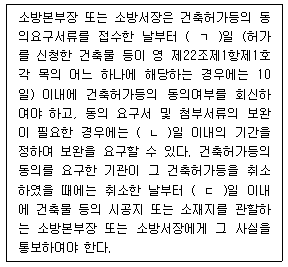 소방본부장 또는 소방서장은 건축허가등의 동
의요구서류를 접수한 날부터 ( ㄱ )일 (허가
를 신청한 건축물 등이 영 제22조제1항제1호
각 목의 어느 하나에 해당하는 경우에는 10
일) 이내에 건축허가등의 동의여부를 회신하
여야 하고, 동의 요구서 및 첨부서류의 보완
이 필요한 경우에는 ( ㄴ )일 이내의 기간을
정하여 보완을 요구할 수 있다. 건축허가등의
동의를 요구한 기관이 그 건축허가등을 취소
하였을 때에는 취소한 날부터 ( ㄷ )일 이내
에 건축물 등의 시공지 또는 소재지를 관할하
는 소방본부장 또는 소방서장에게 그 사실을
통보하여야 한다.